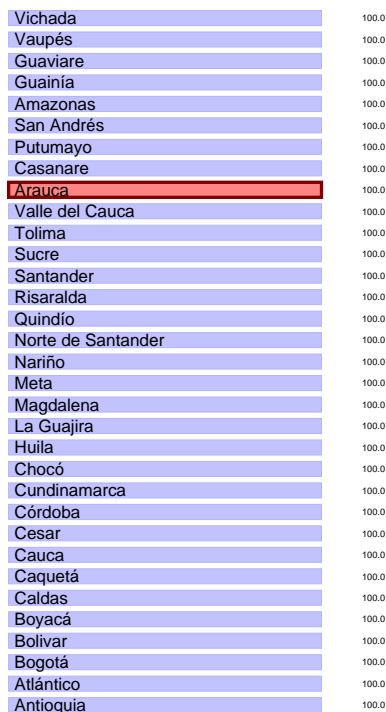 Vichada 100.0
Vaupés 100.0
Guaviare 100.0
Guainía 100.0
Amazonas 100.0
San Andrés 100.0
Putumayo 100.0
Casanare 100.0
Arauca 100.0
Valle del Cauca 100.0
Tolima 100.0
Sucre 100.0
Santander 100.0
Risaralda 100.0
Quindío 100.0
Norte de Santander 100.0
Nariño 100.0
Meta 100.0
Magdalena 100.0
La Guajira 100.0
Huila 100.0
Chocó 100.0
Cundinamarca 100.0
Córdoba 100.0
Cesar 100.0
Cauca 100.0
Caquetá 100.0
Caldas 100.0
Boyacá 100.0
Bolivar 100.0
Bogotá 100.0
Atlántico 100.0
Antioquia 100.0